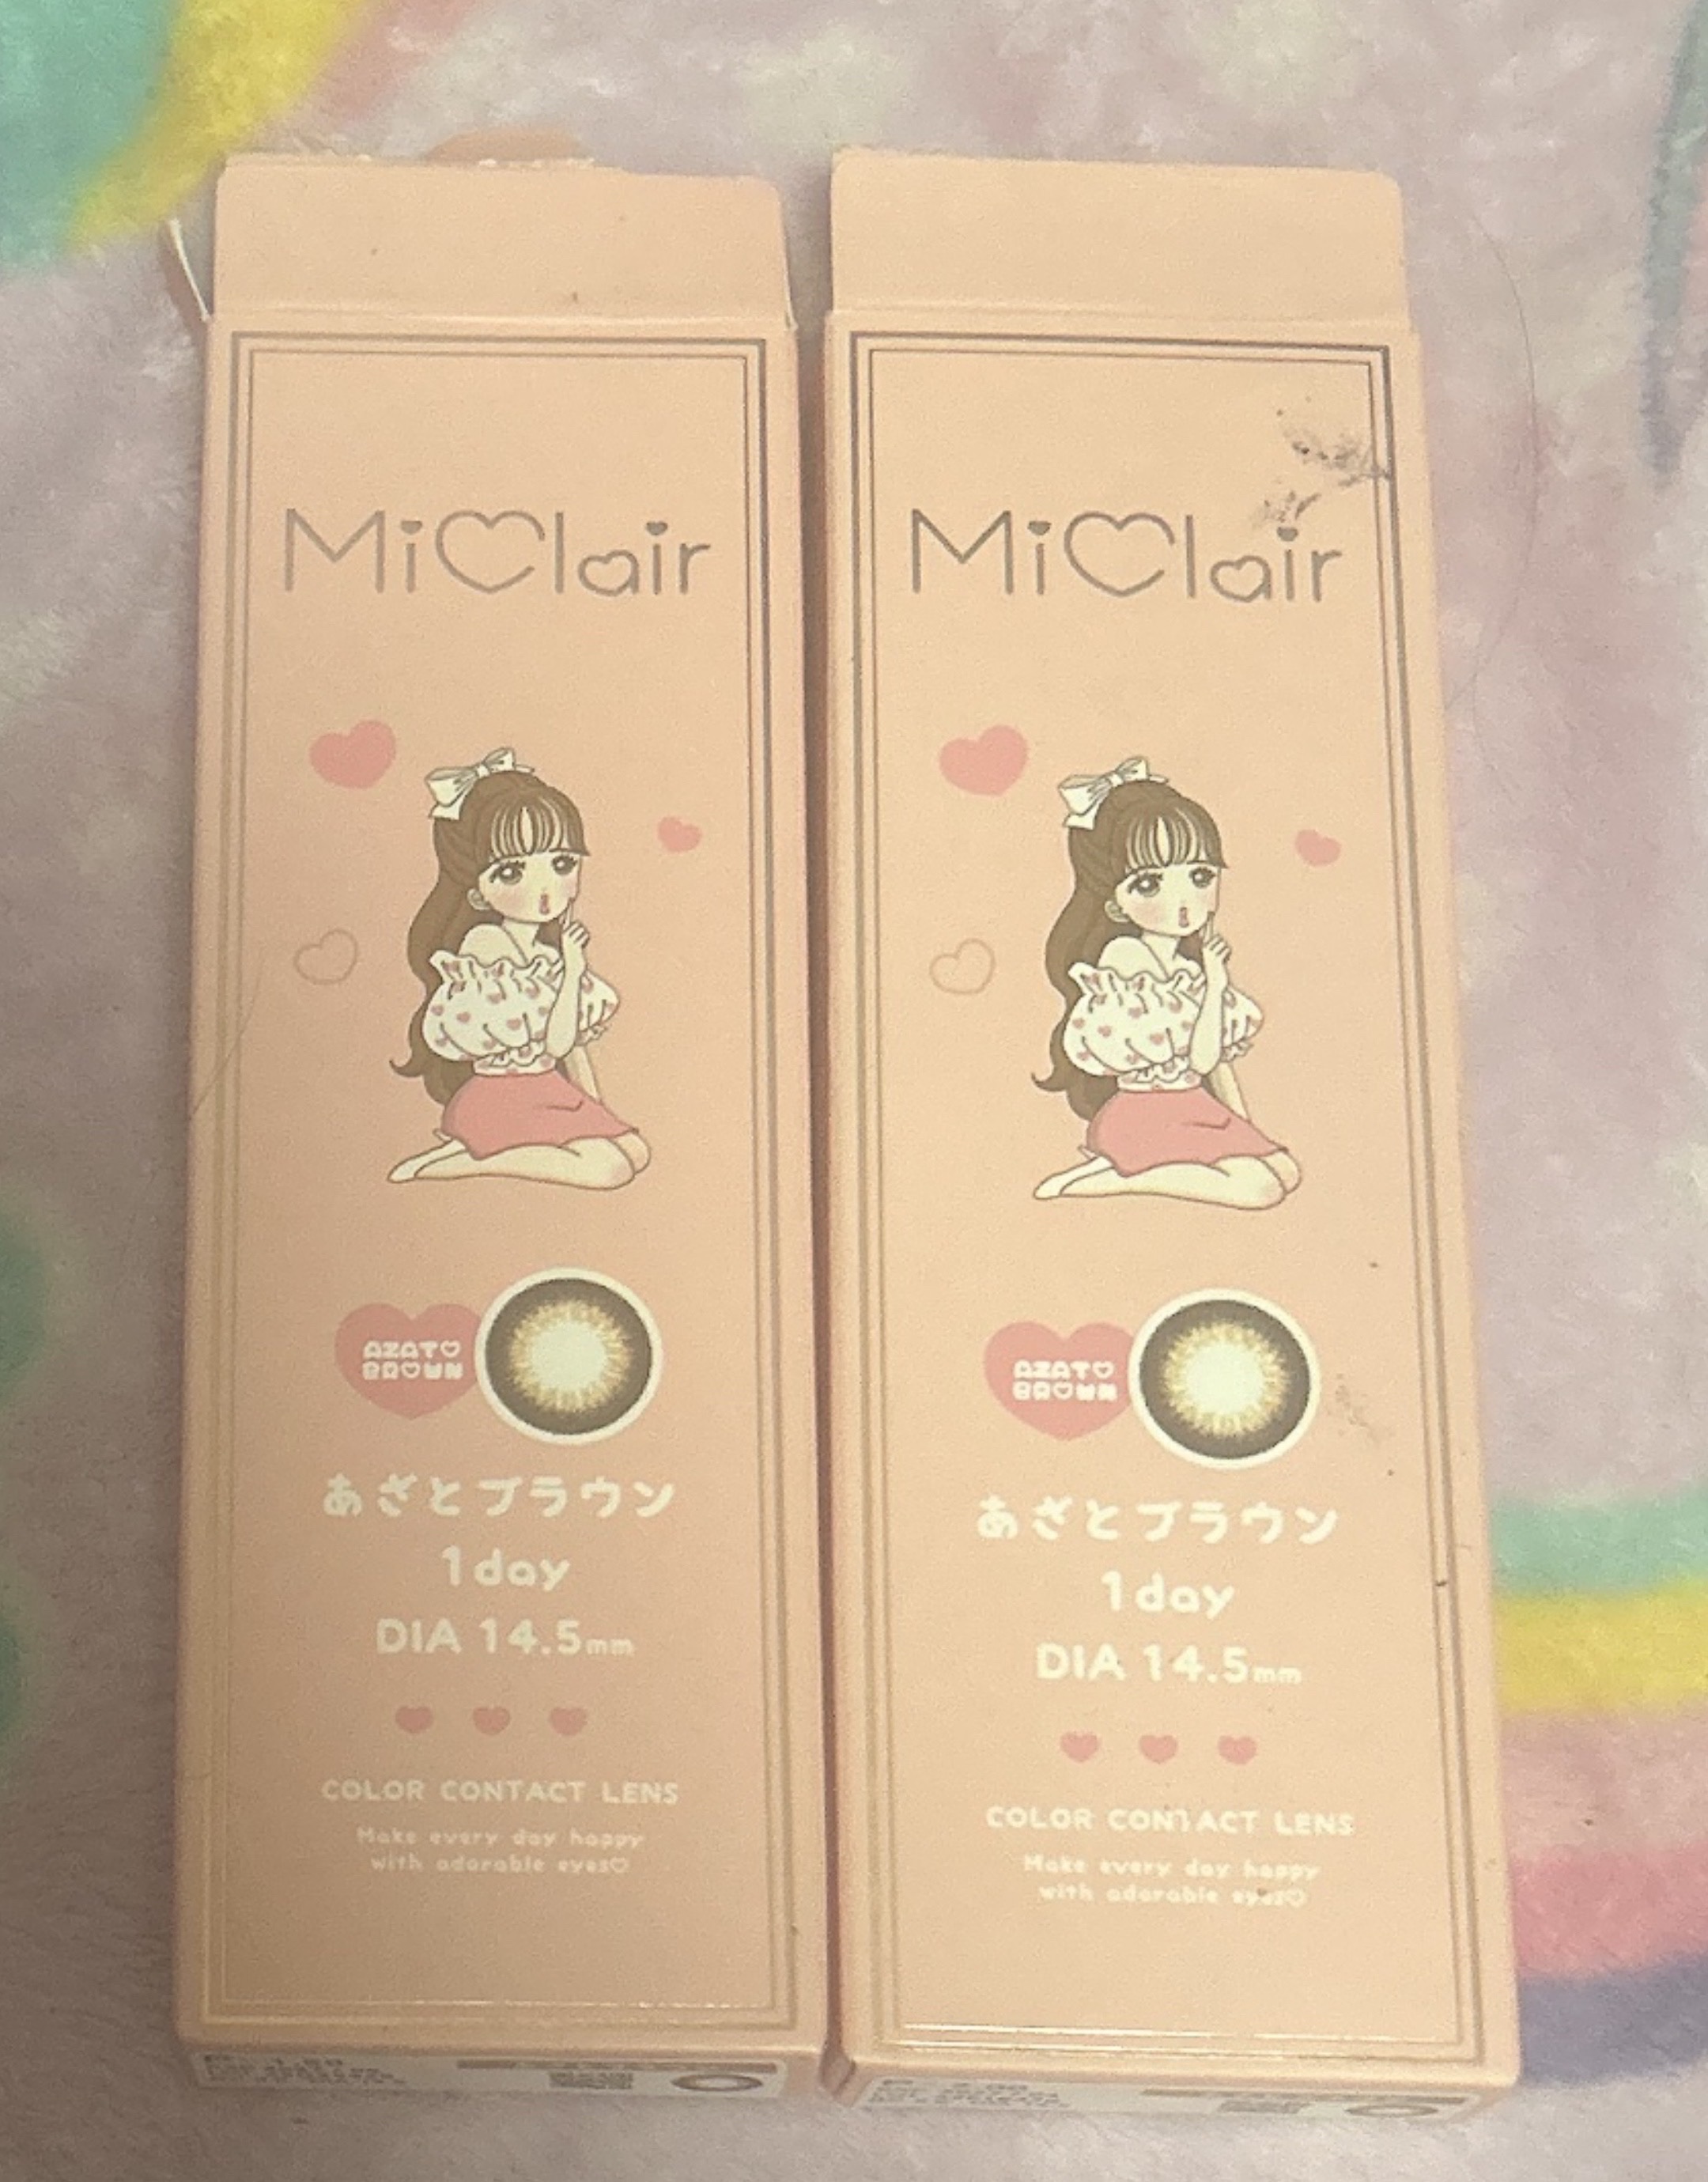 MiClair
AZATO
BROWN
あざとブラウン
1day
DIA 14.5mm
COLOR CONTACT LENS
Make every day happy
with adorable eyes♡
MiClair
AZATO
BROWN
あざとブラウン
1day
DIA 14.5mm
COLOR CONTACT LENS
Make every day happy
with adorable eyes♡